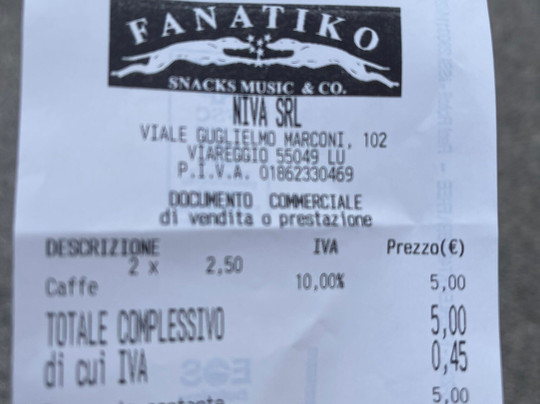 FANATIKO
SNACKS MUSIC & CO.
NIVA SRL
VIALE GUGLIELMO MARCONI, 102
VIAREGGIO 55049 LU
P.I.V.A. 01862330469
DOCUMENTO COMMERCIALE
di vendita o prestazione
DESCRIZIONE IVA Prezzo(€)
2 x 2,50
Caffe 10,00% 5,00
TOTALE COMPLESSIVO 5,00
di cui IVA 0,45
contante 5,00